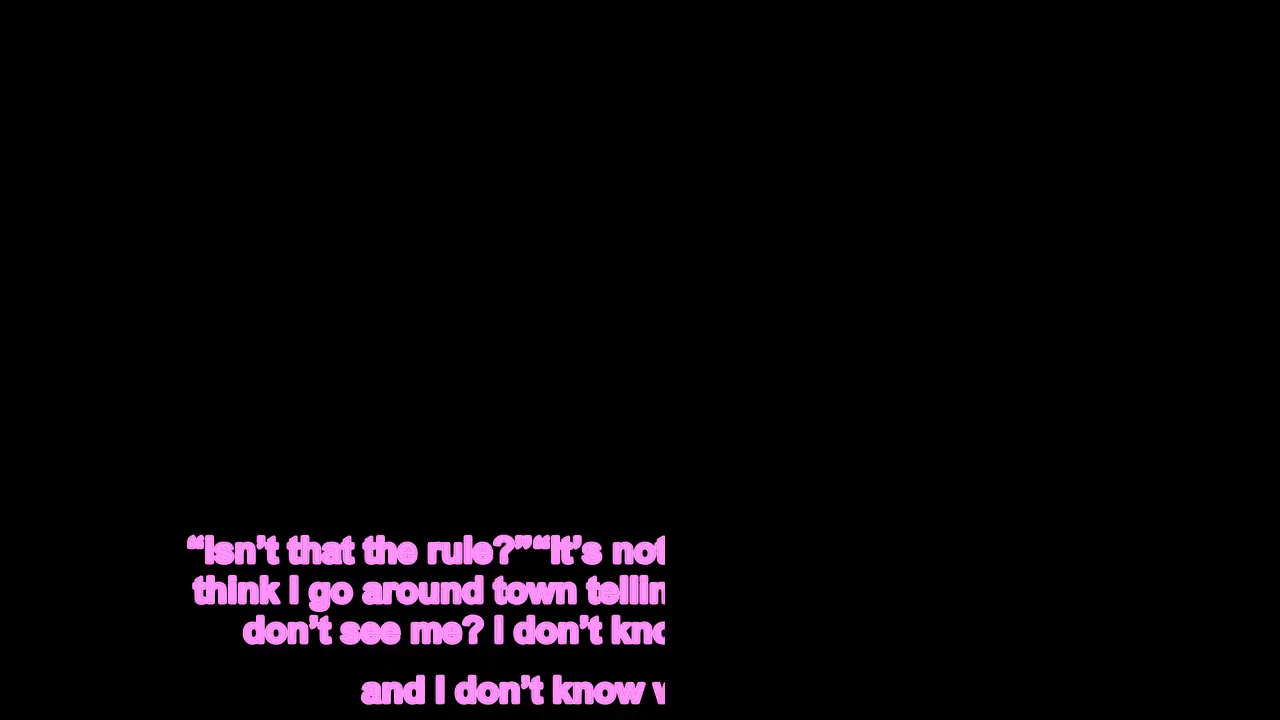 “Isn’t that the rule?”“It’s not
think I go around town tellin
don’t see me? I don’t kno
and I don’t know